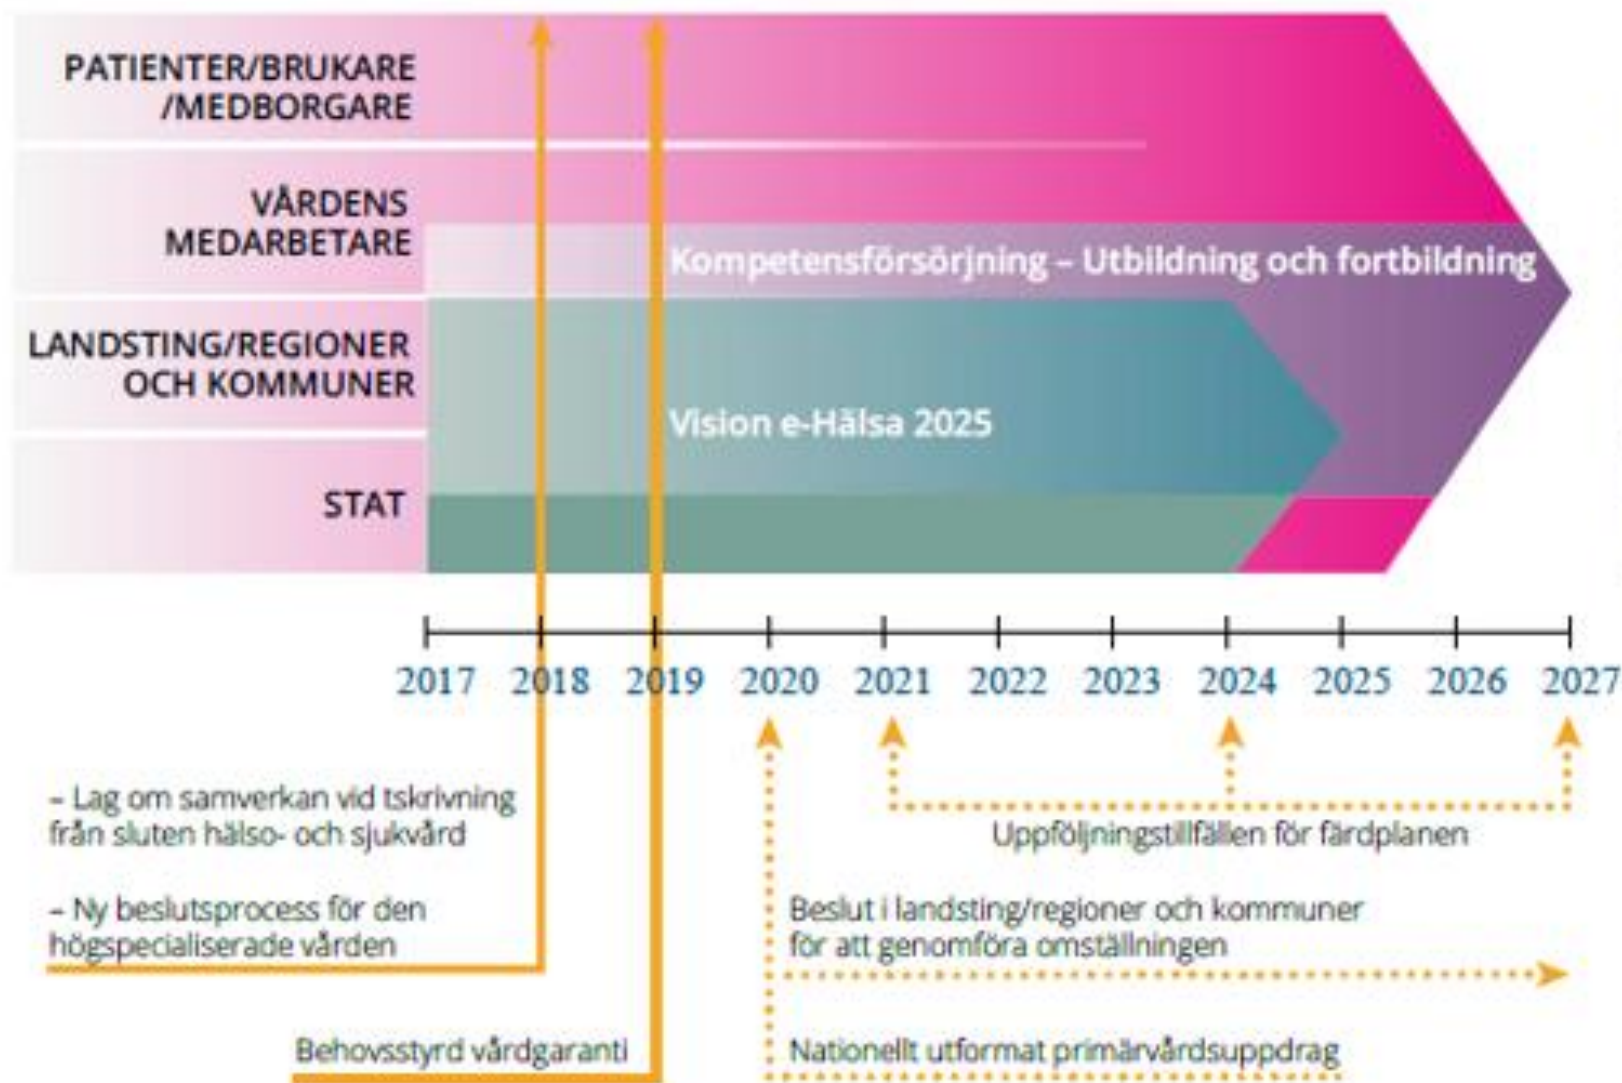 PATIENTER/BRUKARE
/MEDBORGARE
VÅRDENS
MEDARBETARE
Kompetensförsörjning – Utbildning och fortbildning
LANDSTING/REGIONER
OCH KOMMUNER
Vision e-Hälsa 2025
STAT
2017 2018 2019 2020 2021 2022 2023 2024 2025 2026 2027
– Lag om samverkan vid tskrivning
från sluten hälso- och sjukvård
– Ny beslutsprocess för den
högspecialiserade vården
Behovsstyrd vårdgaranti
Uppföljningstillfällen för färdplanen
Beslut i landsting/regioner och kommuner
för att genomföra omställningen
Nationellt utformat primärvårdsuppdrag